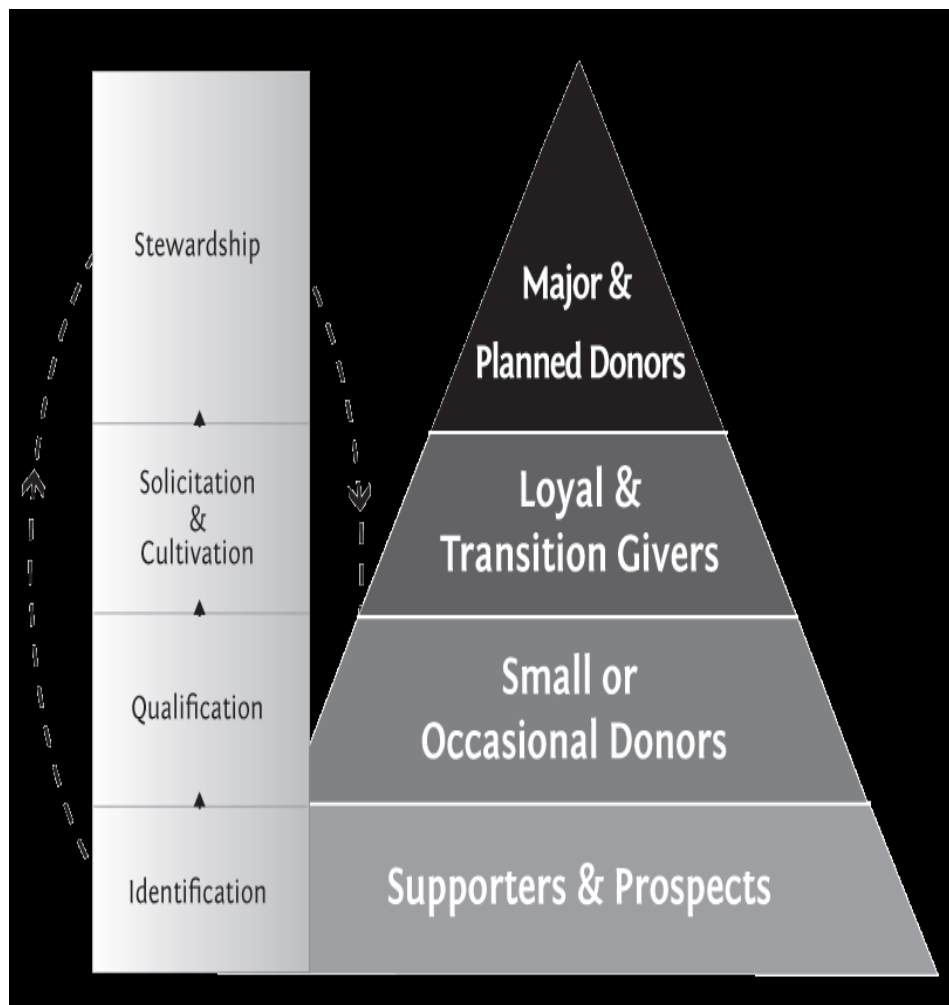 Stewardship
Solicitation
&
Cultivation
Qualification
Identification
Major &
Planned Donors
Loyal &
Transition Givers
Small or
Occasional Donors
Supporters & Prospects